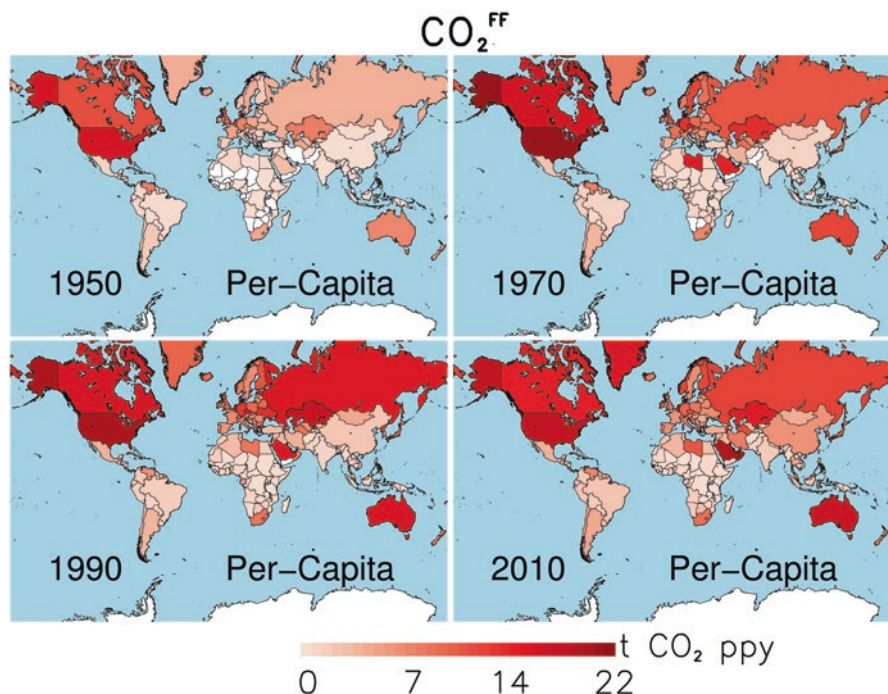 CO₂ᶠᶠ
1950 Per-Capita
1970 Per-Capita
1990 Per-Capita
2010 Per-Capita
t CO₂ ppy
0 7 14 22